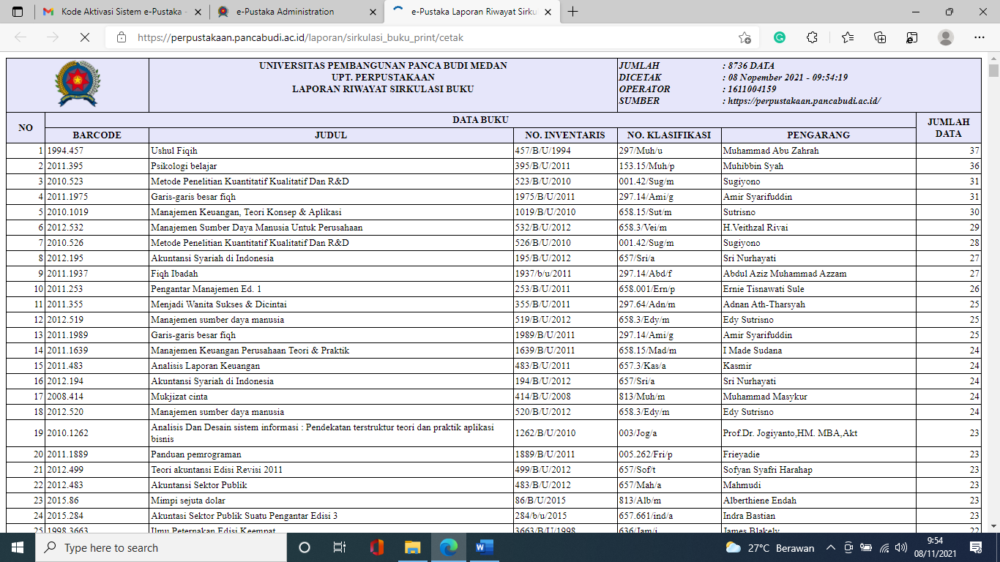 Kode Aktivasi Sistem e-Pustaka -
e-Pustaka Administration
e-Pustaka Laporan Riwayat Sirku
https://perpustakaan.pancabudi.ac.id/laporan/sirkulasi_buku_print/cetak
UNIVERSITAS PEMBANGUNAN PANCA BUDI MEDAN
UPT. PERPUSTAKAAN
LAPORAN RIWAYAT SIRKULASI BUKU
JUMLAH : 8736 DATA
DICETAK : 08 Nopember 2021 - 09:54:19
OPERATOR : 1611004159
SUMBER : https://perpustakaan.pancabudi.ac.id/
NO DATA BUKU JUMLAH DATA
BARCODE JUDUL NO. INVENTARIS NO. KLASIFIKASI PENGARANG
1 1994.457 Ushul Fiqih 457/B/U/1994 297/Muh/u Muhammad Abu Zahrah 37
2 2011.395 Psikologi belajar 395/B/U/2011 153.15/Muh/p Muhibbin Syah 36
3 2010.523 Metode Penelitian Kuantitatif Kualitatif Dan R&D 523/B/U/2010 001.42/Sug/m Sugiyono 31
4 2011.1975 Garis-garis besar fiqh 1975/B/U/2011 297.14/Ami/g Amir Syarifuddin 31
5 2010.1019 Manajemen Keuangan, Teori Konsep & Aplikasi 1019/B/U/2010 658.15/Sut/m Sutrisno 30
6 2012.532 Manajemen Sumber Daya Manusia Untuk Perusahaan 532/B/U/2012 658.3/Vei/m H.Veithzal Rivai 29
7 2010.526 Metode Penelitian Kuantitatif Kualitatif Dan R&D 526/B/U/2010 001.42/Sug/m Sugiyono 28
8 2012.195 Akuntansi Syariah di Indonesia 195/B/U/2012 657/Sri/a Sri Nurhayati 27
9 2011.1937 Fiqh Ibadah 1937/b/u/2011 297.14/Abd/f Abdul Aziz Muhammad Azzam 27
10 2011.253 Pengantar Manajemen Ed. 1 253/B/U/2011 658.001/Ern/p Ernie Tisnawati Sule 26
11 2011.355 Menjadi Wanita Sukses & Dicintai 355/B/U/2011 297.64/Adn/m Adnan Ath-Tharsyah 25
12 2012.519 Manajemen sumber daya manusia 519/B/U/2012 658.3/Edy/m Edy Sutrisno 25
13 2011.1989 Garis-garis besar fiqh 1989/B/U/2011 297.14/Ami/g Amir Syarifuddin 25
14 2011.1639 Manajemen Keuangan Perusahaan Teori & Praktik 1639/B/U/2011 658.15/Mad/m I Made Sudana 24
15 2011.483 Analisis Laporan Keuangan 483/B/U/2011 657.3/Kas/a Kasmir 24
16 2012.194 Akuntansi Syariah di Indonesia 194/B/U/2012 657/Sri/a Sri Nurhayati 24
17 2008.414 Mukjizat cinta 414/B/U/2008 813/Muh/m Muhammad Masykur 24
18 2012.520 Manajemen sumber daya manusia 520/B/U/2012 658.3/Edy/m Edy Sutrisno 24
19 2010.1262 Analisis Dan Desain sistem informasi : Pendekatan terstruktur teori dan praktik aplikasi bisnis 1262/B/U/2010 003/Jog/a Prof.Dr. Jogiyanto,HM. MBA,Akt 23
20 2011.1889 Panduan pemrograman 1889/B/U/2011 005.262/Fri/p Frieyadie 23
21 2012.499 Teori akuntansi Edisi Revisi 2011 499/B/U/2012 657/Sof/t Sofyan Syafri Harahap 23
22 2012.483 Akuntansi Sektor Publik 483/B/U/2012 657/Mah/a Mahmudi 23
23 2015.86 Mimpi sejuta dolar 86/B/U/2015 813/Alb/m Alberthiene Endah 23
24 2015.284 Akuntasi Sektor Publik Suatu Pengantar Edisi 3 284/b/u/2015 657.661/ind/a Indra Bastian 23
25 1998.3663 Ilmu Peternakan Edisi Keempat 3663/B/U/1998 636/Jam/i James Blakely 22
Type here to search
27°C Berawan
9:54
08/11/2021